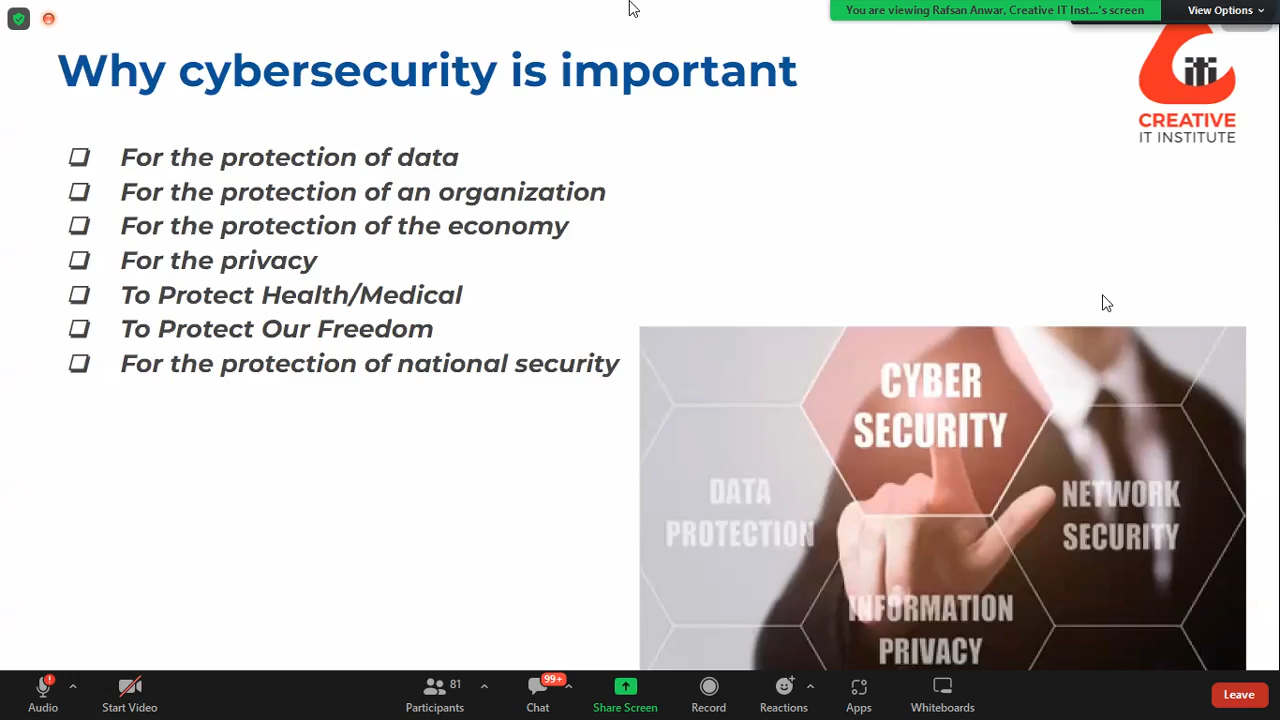 You are viewing Rafsan Anwar, Creative IT Inst...'s screen
View Options
Why cybersecurity is important
iti
CREATIVE
IT INSTITUTE
For the protection of data
For the protection of an organization
For the protection of the economy
For the privacy
To Protect Health/Medical
To Protect Our Freedom
For the protection of national security
CYBER
SECURITY
DATA
PROTECTION
NETWORK
SECURITY
INFORMATION
PRIVACY
Audio
Start Video
81
Participants
99+
Chat
Share Screen
Record
Reactions
Apps
Whiteboards
Leave